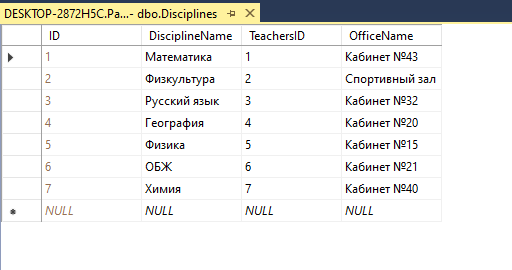 DESKTOP-2872H5C.Pa...- dbo.Disciplines
ID DisciplineName TeachersID OfficeName
1 Математика 1 Кабинет №43
2 Физкультура 2 Спортивный зал
3 Русский язык 3 Кабинет №32
4 География 4 Кабинет №20
5 Физика 5 Кабинет №15
6 ОБЖ 6 Кабинет №21
7 Химия 7 Кабинет №40
NULL NULL NULL NULL